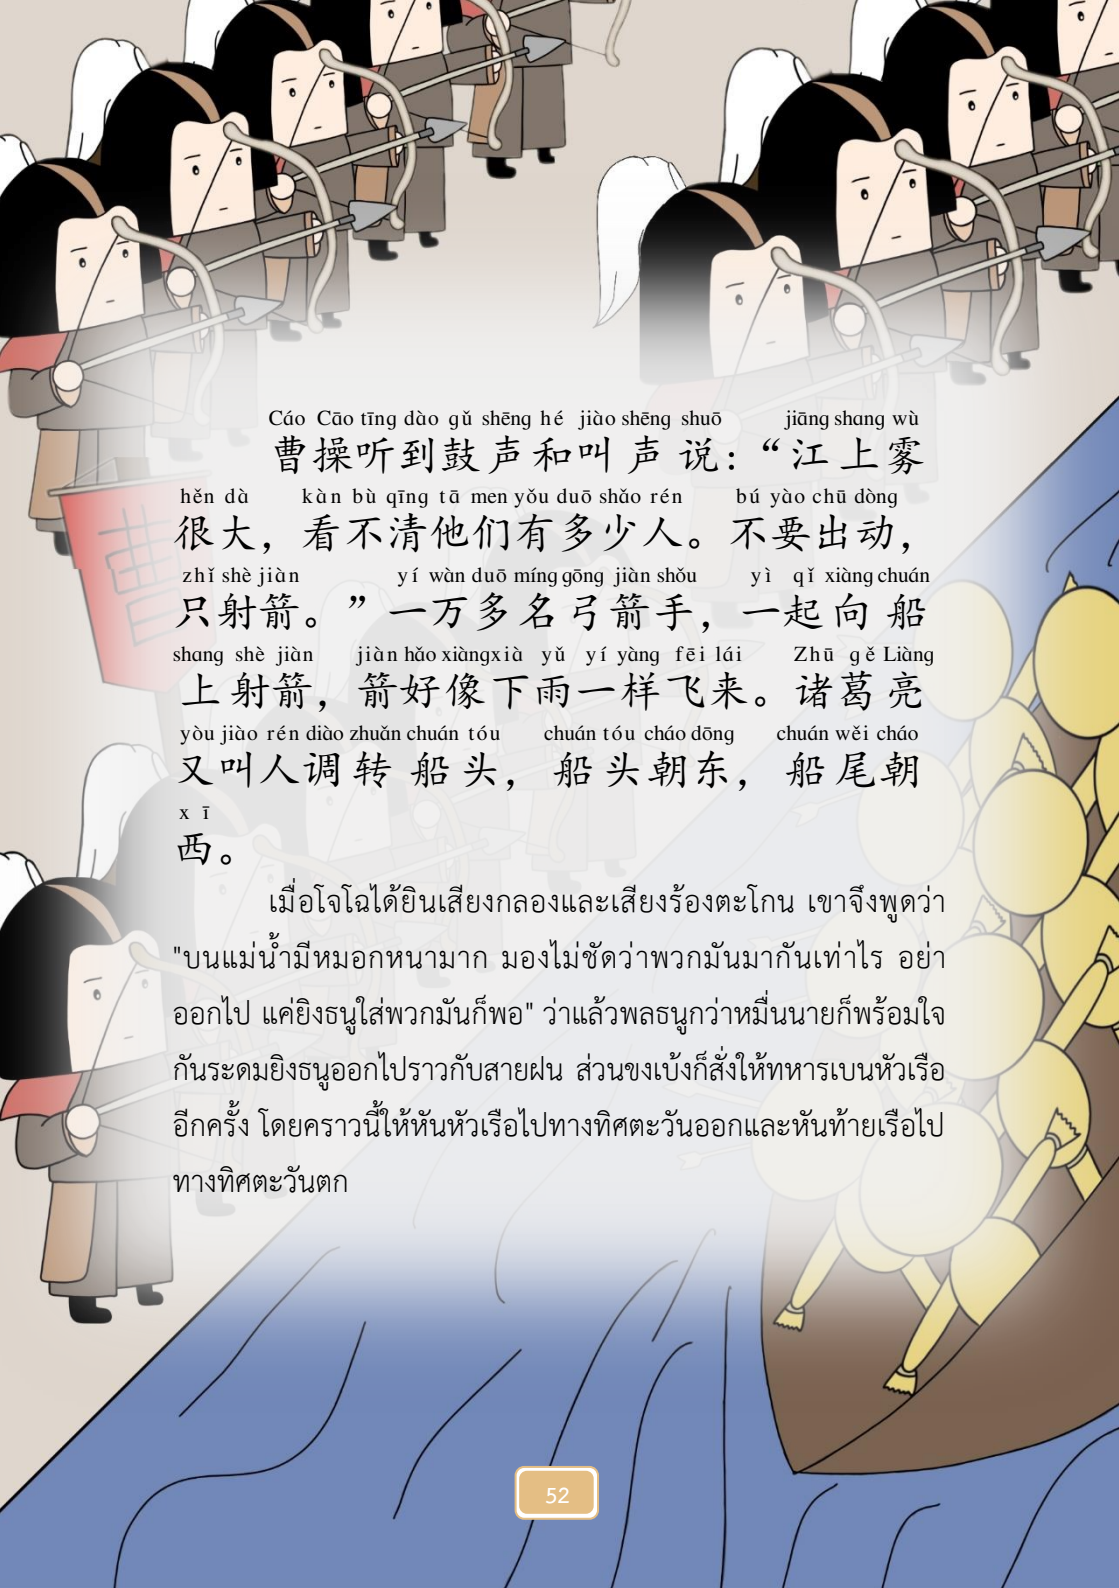 Cáo Cāo tīng dào gǔ shēng hé jiào shēng shuō jiāng shang wù
曹操听到鼓声和叫声说：“江上雾
hěn dà kàn bù qīng tā men yǒu duō shǎo rén bú yào chū dòng
很大，看不清他们有多少人。不要出动，
zhǐ shè jiàn yí wàn duō míng gōng jiàn shǒu yì qǐ xiàng chuán
只射箭。”一万多名弓箭手，一起向船
shang shè jiàn jiàn hǎo xiàng xià yǔ yí yàng fēi lái Zhū gě Liàng
上射箭，箭好像下雨一样飞来。诸葛亮
yòu jiào rén diào zhuǎn chuán tóu chuán tóu cháo dōng chuán wěi cháo
又叫人调转船头，船头朝东，船尾朝
xī
西。
曹
เมื่อโจโฉได้ยินเสียงกลองและเสียงร้องตะโกน เขาจึงพูดว่า
"บนแม่น้ำมีหมอกหนามาก มองไม่ชัดว่าพวกมันมากันเท่าไร อย่า
ออกไป แค่ยิงธนูใส่พวกมันก็พอ" ว่าแล้วพลธนูกว่าหมื่นนายก็พร้อมใจ
กันระดมยิงธนูออกไปราวกับสายฝน ส่วนขงเบ้งก็สั่งให้ทหารเบนหัวเรือ
อีกครั้ง โดยคราวนี้ให้หันหัวเรือไปทางทิศตะวันออกและหันท้ายเรือไป
ทางทิศตะวันตก
52